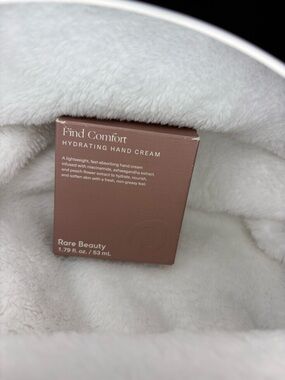 Find Comfort
HYDRATING HAND CREAM
A lightweight, fast-absorbing hand cream
infused with niacinamide, ashwagandha extract
and peach flower extract to hydrate, nourish,
and soften skin with a fresh, non-greasy feel.
Rare Beauty
1.79 fl. oz. / 53 mL